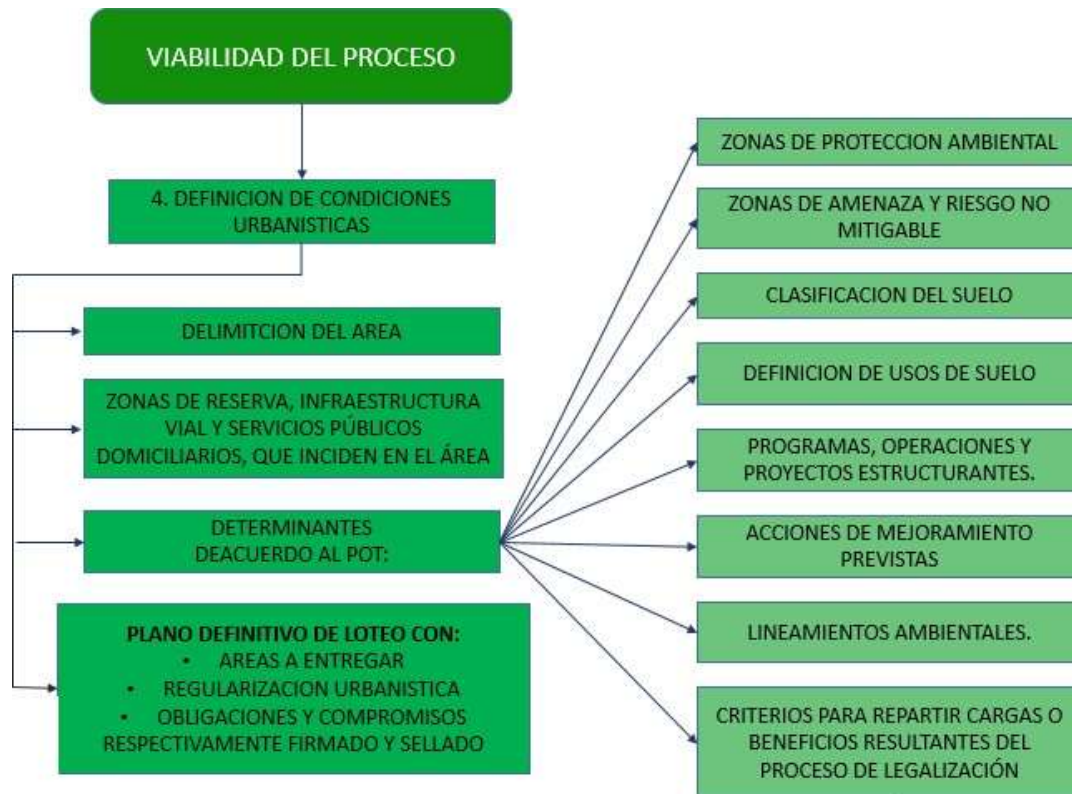 VIABILIDAD DEL PROCESO
4. DEFINICION DE CONDICIONES
URBANISTICAS
DELIMITCION DEL AREA
ZONAS DE RESERVA, INFRAESTRUCTURA
VIAL Y SERVICIOS PÚBLICOS
DOMICILIARIOS, QUE INCIDEN EN EL ÁREA
DETERMINANTES
DEACUERDO AL POT:
PLANO DEFINITIVO DE LOTEO CON:
• AREAS A ENTREGAR
• REGULARIZACION URBANISTICA
• OBLIGACIONES Y COMPROMISOS
RESPECTIVAMENTE FIRMADO Y SELLADO
ZONAS DE PROTECCION AMBIENTAL
ZONAS DE AMENAZA Y RIESGO NO
MITIGABLE
CLASIFICACION DEL SUELO
DEFINICION DE USOS DE SUELO
PROGRAMAS, OPERACIONES Y
PROYECTOS ESTRUCTURANTES.
ACCIONES DE MEJORAMIENTO
PREVISTAS
LINEAMIENTOS AMBIENTALES.
CRITERIOS PARA REPARTIR CARGAS O
BENEFICIOS RESULTANTES DEL
PROCESO DE LEGALIZACIÓN